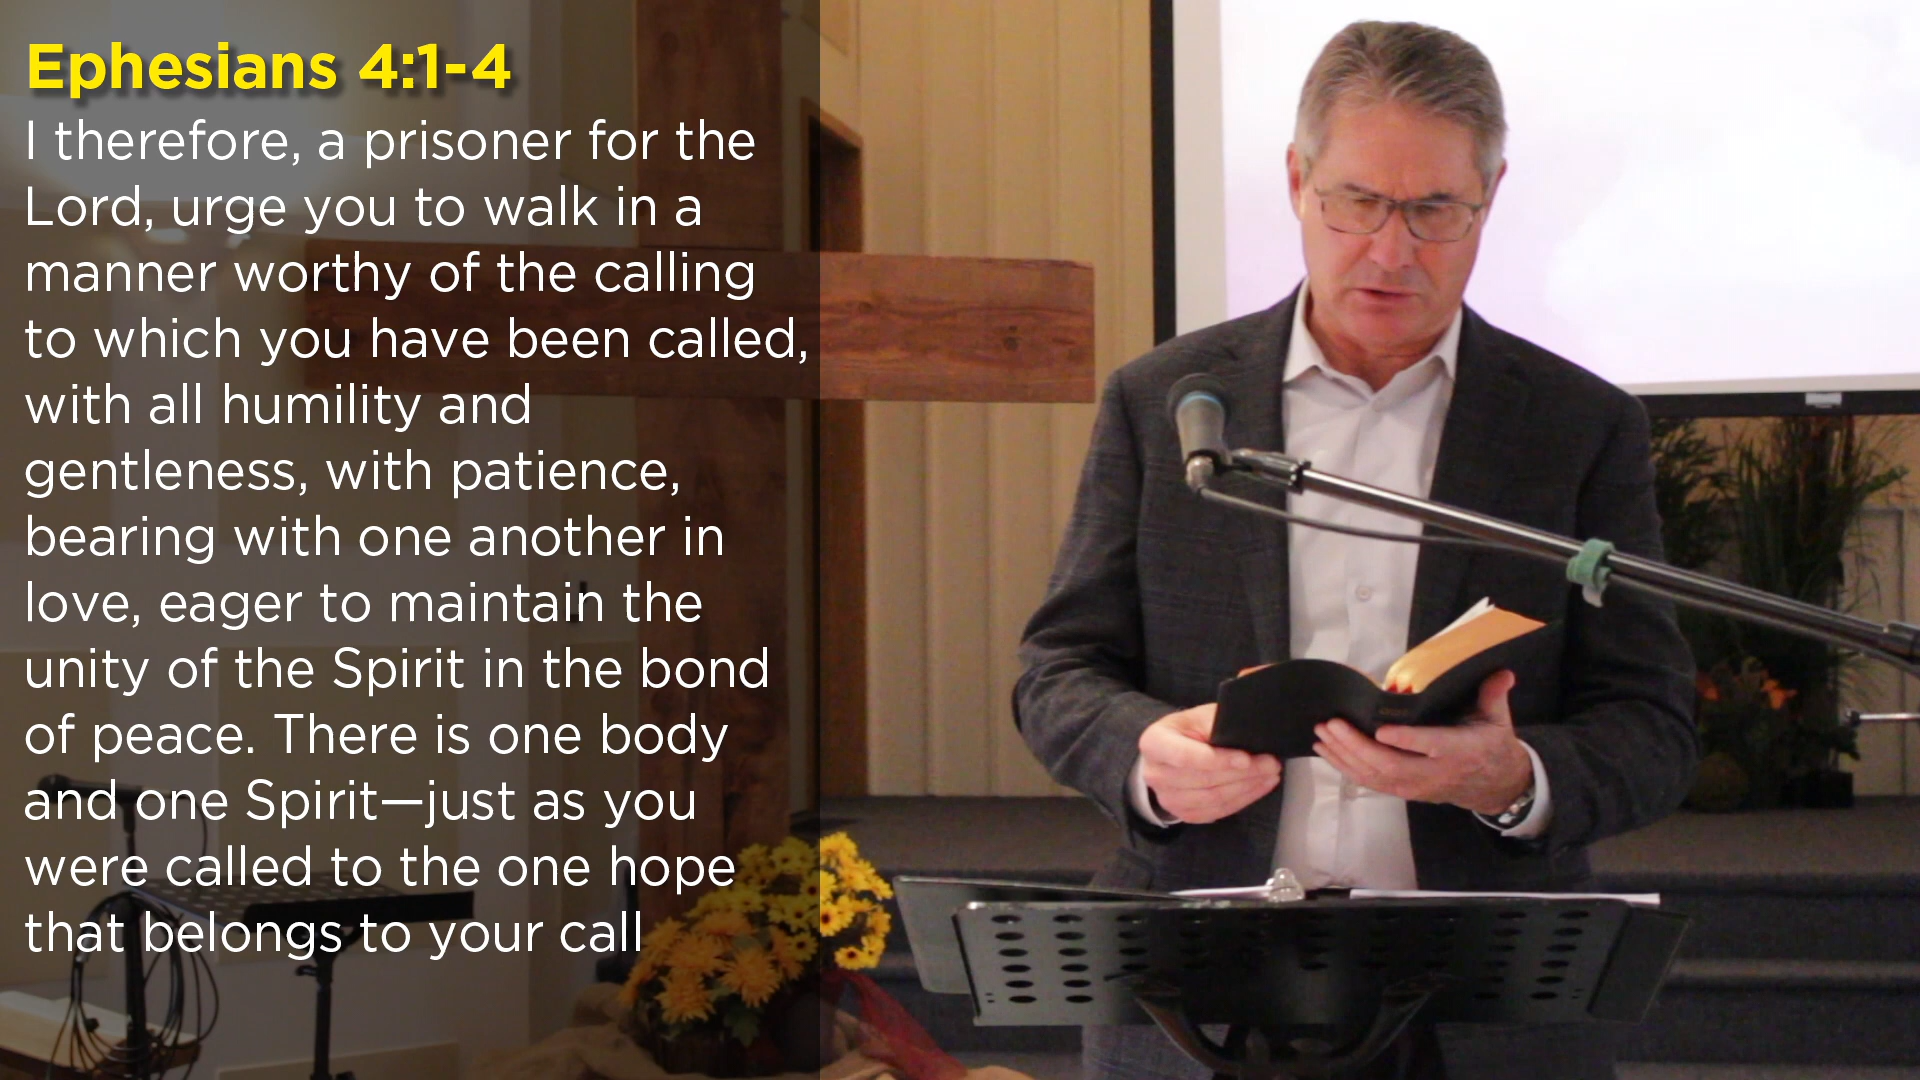 Ephesians 4:1-4
I therefore, a prisoner for the
Lord, urge you to walk in a
manner worthy of the calling
to which you have been called,
with all humility and
gentleness, with patience,
bearing with one another in
love, eager to maintain the
unity of the Spirit in the bond
of peace. There is one body
and one Spirit—just as you
were called to the one hope
that belongs to your call